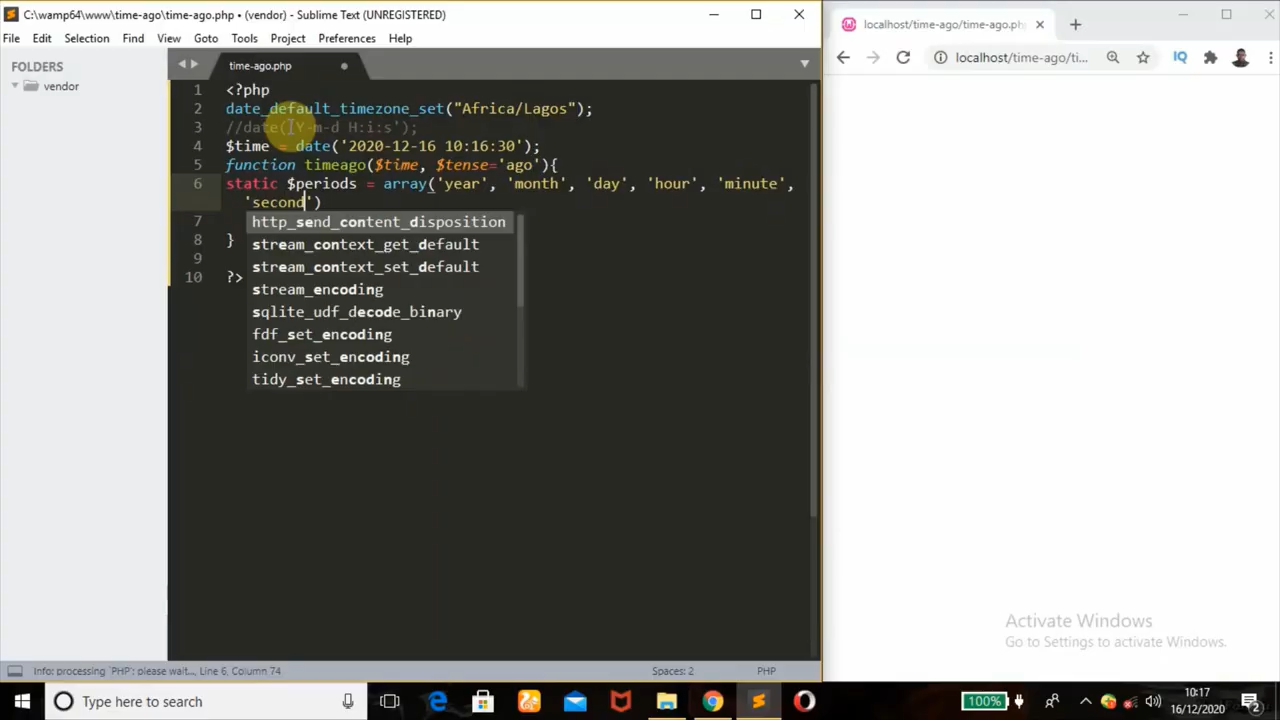 C:\wamp64\www\time-ago\time-ago.php • (vendor) - Sublime Text (UNREGISTERED)
File Edit Selection Find View Goto Tools Project Preferences Help
FOLDERS
vendor
time-ago.php
1 <?php
2 date_default_timezone_set("Africa/Lagos");
3 //date('Y-m-d H:i:s');
4 $time = date('2020-12-16 10:16:30');
5 function timeago($time, $tense='ago'){
6 static $periods = array('year', 'month', 'day', 'hour', 'minute',
'second')
7
8 }
9
10 ?>
http_send_content_disposition
stream_context_get_default
stream_context_set_default
stream_encoding
sqlite_udf_decode_binary
fdf_set_encoding
iconv_set_encoding
tidy_set_encoding
Info: processing `PHP`: please wait..., Line 6, Column 74
Spaces: 2
PHP
localhost/time-ago/time-ago.php
localhost/time-ago/ti...
IQ
Activate Windows
Go to Settings to activate Windows.
Type here to search
100%
10:17
16/12/2020
2